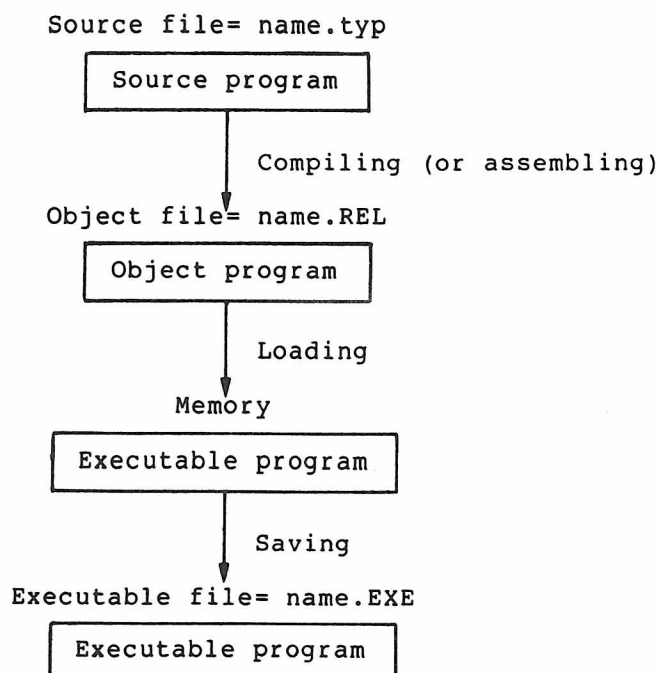 Source file= name.typ
Source program
Compiling (or assembling)
Object file= name.REL
Object program
Loading
Memory
Executable program
Saving
Executable file= name.EXE
Executable program